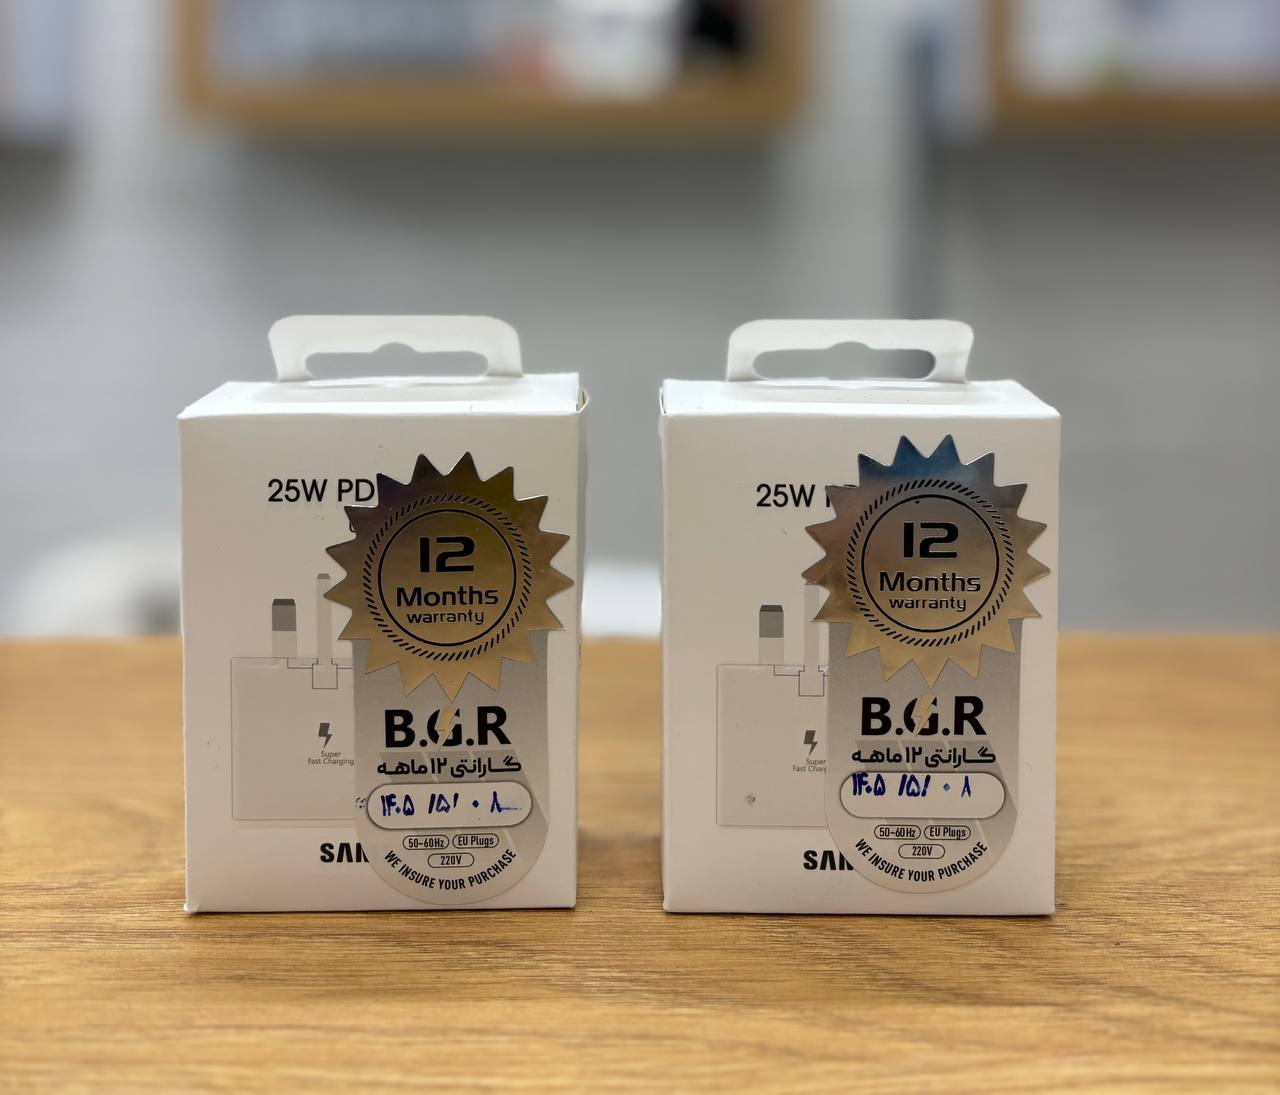 25W PD
12
Months
warranty
Super
Fast Charging
B.G.R
گارانتی ۱۲ ماهه
۱۴۰۵ /۵/ ۰۸
50~60Hz EU Plugs
220V
WE INSURE YOUR PURCHASE
SAM
25W
12
Months
warranty
Super
Fast Charg
B.G.R
گارانتی ۱۲ ماهه
۱۴۰۵ /۵/ ۰۸
50~60Hz EU Plugs
220V
WE INSURE YOUR PURCHASE
SAM